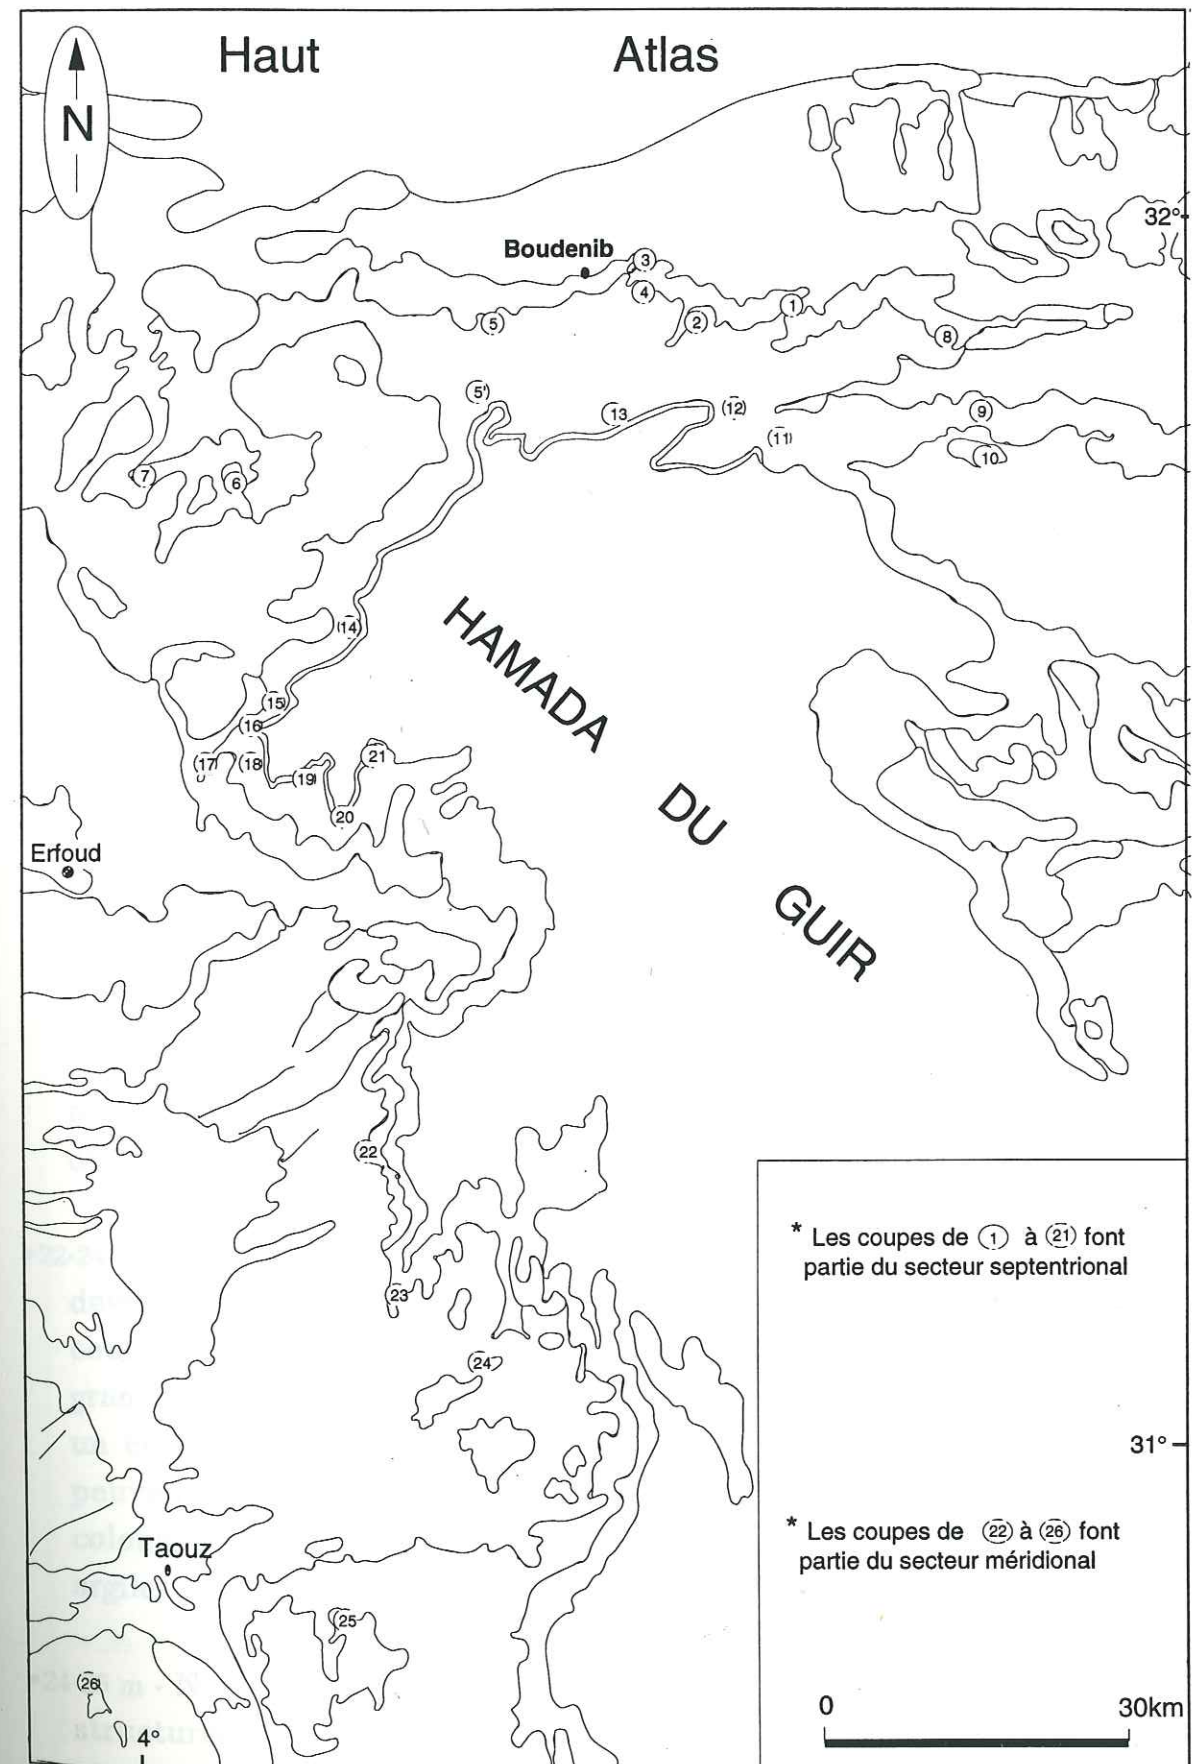 Haut Atlas
N
32°
Boudenib
3
4
5
2
1
8
5'
13
12
11
9
10
7
6
14
15
16
17
18
19
20
21
HAMADA
DU
GUIR
Erfoud
22
23
24
25
26
* Les coupes de 1 à 21 font
partie du secteur septentrional
31°
* Les coupes de 22 à 26 font
partie du secteur méridional
Taouz
4°
0 30km